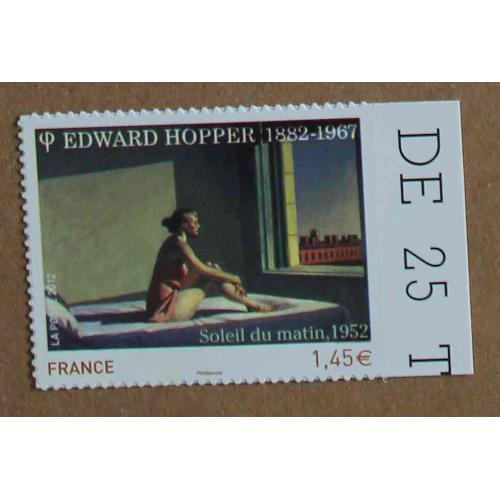 EDWARD HOPPER 1882-1967
LA POSTE 2012
Soleil du matin, 1952
FRANCE
1,45€
DE 25 T